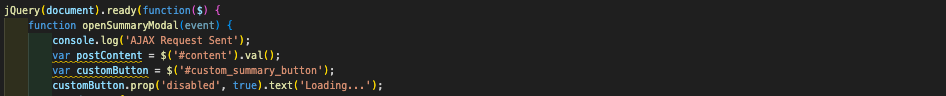 jQuery(document).ready(function($) {
function openSummaryModal(event) {
console.log('AJAX Request Sent');
var postContent = $('#content').val();
var customButton = $('#custom_summary_button');
customButton.prop('disabled', true).text('Loading...');